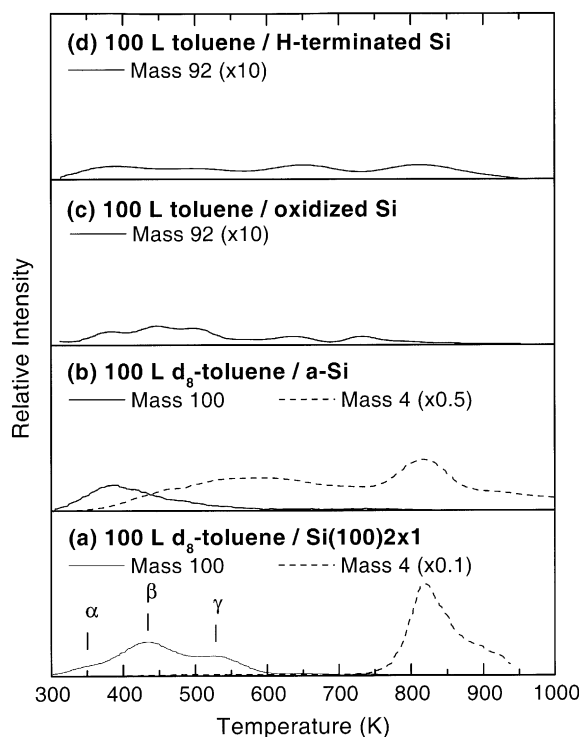 (d) 100 L toluene / H-terminated Si
Mass 92 (x10)
(c) 100 L toluene / oxidized Si
Mass 92 (x10)
(b) 100 L d8-toluene / a-Si
Mass 100 Mass 4 (x0.5)
(a) 100 L d8-toluene / Si(100)2x1
Mass 100 Mass 4 (x0.1)
α β γ
Relative Intensity
300 400 500 600 700 800 900 1000
Temperature (K)